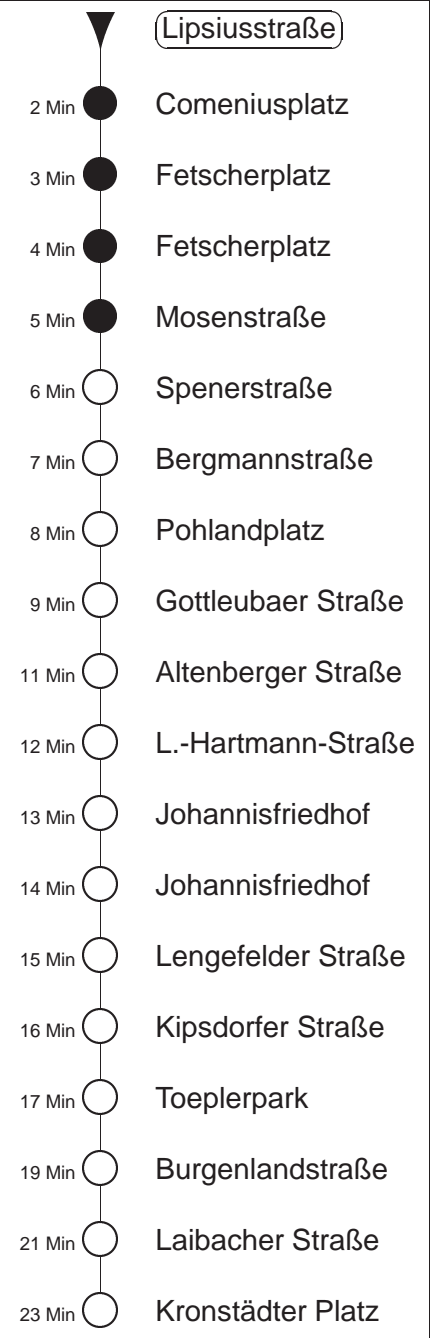 Lipsiusstraße
2 Min Comeniusplatz
3 Min Fetscherplatz
4 Min Fetscherplatz
5 Min Mosenstraße
6 Min Spenerstraße
7 Min Bergmannstraße
8 Min Pohlandplatz
9 Min Gottleubaer Straße
11 Min Altenberger Straße
12 Min L.-Hartmann-Straße
13 Min Johannisfriedhof
14 Min Johannisfriedhof
15 Min Lengefelder Straße
16 Min Kipsdorfer Straße
17 Min Toeplerpark
19 Min Burgenlandstraße
21 Min Laibacher Straße
23 Min Kronstädter Platz